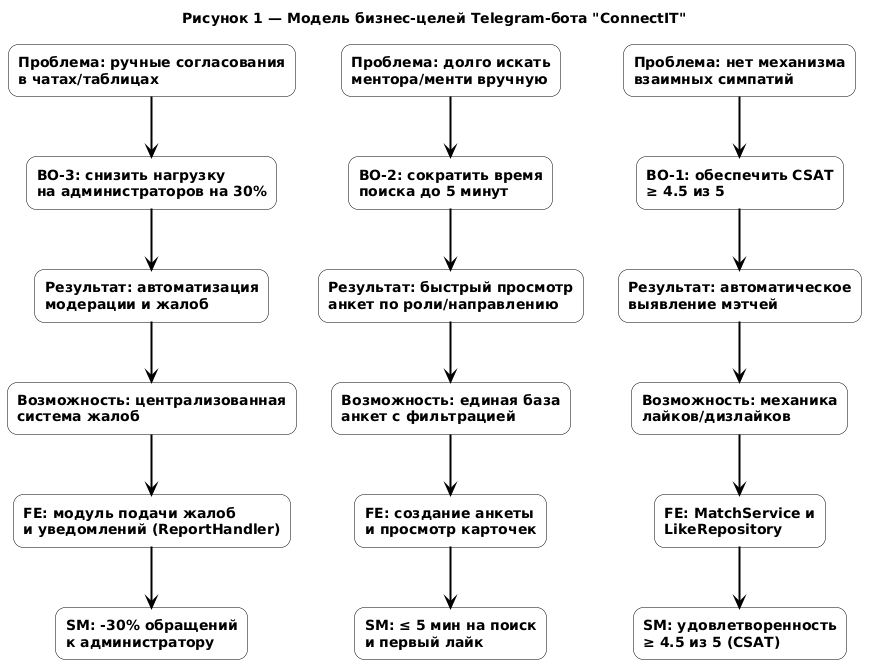 Рисунок 1 — Модель бизнес-целей Telegram-бота "ConnectIT"
Проблема: ручные согласования
в чатах/таблицах
Проблема: долго искать
ментора/менти вручную
Проблема: нет механизма
взаимных симпатий
BO-3: снизить нагрузку
на администраторов на 30%
BO-2: сократить время
поиска до 5 минут
BO-1: обеспечить CSAT
≥ 4.5 из 5
Результат: автоматизация
модерации и жалоб
Результат: быстрый просмотр
анкет по роли/направлению
Результат: автоматическое
выявление мэтчей
Возможность: централизованная
система жалоб
Возможность: единая база
анкет с фильтрацией
Возможность: механика
лайков/дизлайков
FE: модуль подачи жалоб
и уведомлений (ReportHandler)
FE: создание анкеты
и просмотр карточек
FE: MatchService и
LikeRepository
SM: -30% обращений
к администратору
SM: ≤ 5 мин на поиск
и первый лайк
SM: удовлетворенность
≥ 4.5 из 5 (CSAT)